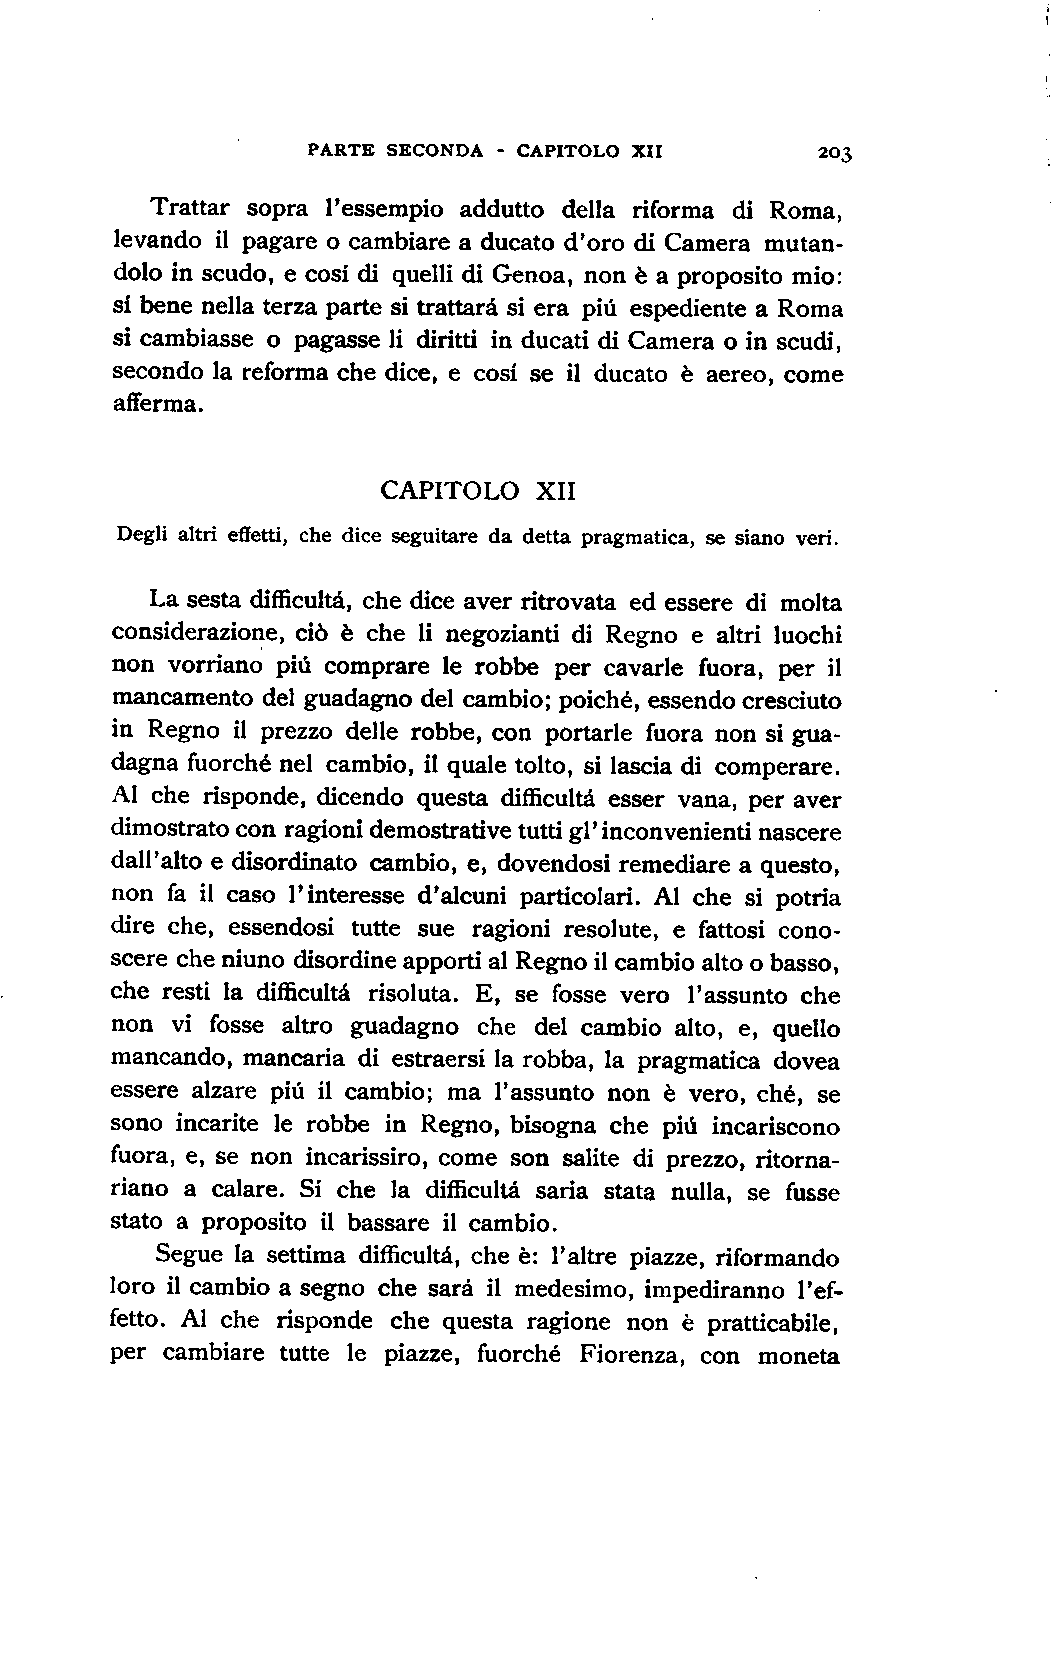 PARTE SECONDA - CAPITOLO XII 203
Trattar sopra l'essempio addutto della riforma di Roma,
levando il pagare o cambiare a ducato d'oro di Camera mutan-
dolo in scudo, e cosí di quelli di Genoa, non è a proposito mio:
sí bene nella terza parte si trattará si era piú espediente a Roma
si cambiasse o pagasse li diritti in ducati di Camera o in scudi,
secondo la reforma che dice, e cosí se il ducato è aereo, come
afferma.
CAPITOLO XII
Degli altri effetti, che dice seguitare da detta pragmatica, se siano veri.
La sesta difficultá, che dice aver ritrovata ed essere di molta
considerazione, ciò è che li negozianti di Regno e altri luochi
non vorriano piú comprare le robbe per cavarle fuora, per il
mancamento del guadagno del cambio; poiché, essendo cresciuto
in Regno il prezzo delle robbe, con portarle fuora non si gua-
dagna fuorché nel cambio, il quale tolto, si lascia di comperare.
Al che risponde, dicendo questa difficultá esser vana, per aver
dimostrato con ragioni demostrative tutti gl'inconvenienti nascere
dall'alto e disordinato cambio, e, dovendosi remediare a questo,
non fa il caso l'interesse d'alcuni particolari. Al che si potria
dire che, essendosi tutte sue ragioni resolute, e fattosi cono-
scere che niuno disordine apporti al Regno il cambio alto o basso,
che resti la difficultá risoluta. E, se fosse vero l'assunto che
non vi fosse altro guadagno che del cambio alto, e, quello
mancando, mancaria di estraersi la robba, la pragmatica dovea
essere alzare piú il cambio; ma l'assunto non è vero, ché, se
sono incarite le robbe in Regno, bisogna che piú incariscono
fuora, e, se non incarissiro, come son salite di prezzo, ritorna-
riano a calare. Sí che la difficultá saria stata nulla, se fusse
stato a proposito il bassare il cambio.
Segue la settima difficultá, che è: l'altre piazze, riformando
loro il cambio a segno che sará il medesimo, impediranno l'ef-
fetto. Al che risponde che questa ragione non è pratticabile,
per cambiare tutte le piazze, fuorché Fiorenza, con moneta